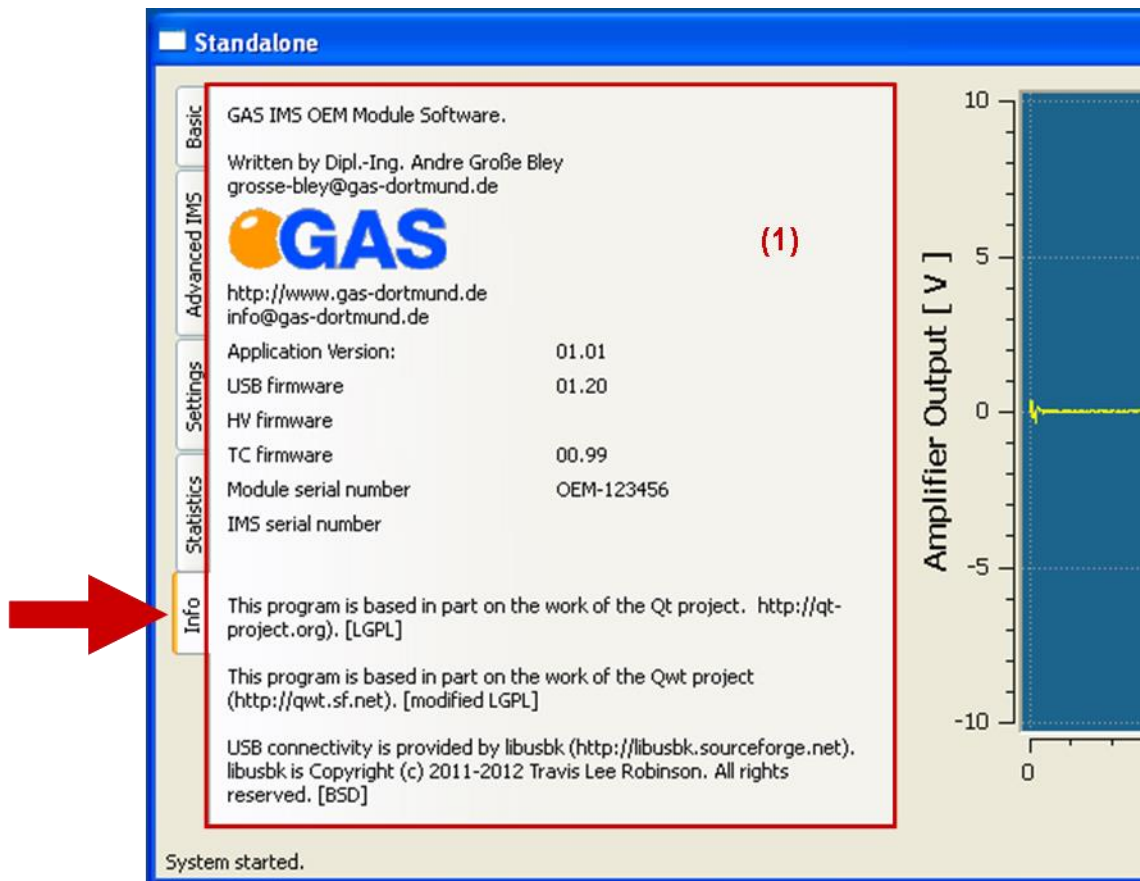 Standalone
Basic
Advanced IMS
Settings
Statistics
Info
GAS IMS OEM Module Software.
Written by Dipl.-Ing. Andre Große Bley
grosse-bley@gas-dortmund.de
GAS
(1)
http://www.gas-dortmund.de
info@gas-dortmund.de
Application Version: 01.01
USB firmware 01.20
HV firmware
TC firmware 00.99
Module serial number OEM-123456
IMS serial number
This program is based in part on the work of the Qt project. http://qt-
project.org). [LGPL]
This program is based in part on the work of the Qwt project
(http://qwt.sf.net). [modified LGPL]
USB connectivity is provided by libusbk (http://libusbk.sourceforge.net).
libusbk is Copyright (c) 2011-2012 Travis Lee Robinson. All rights
reserved. [BSD]
Amplifier Output [ V ]
10
5
0
-5
-10
0
System started.